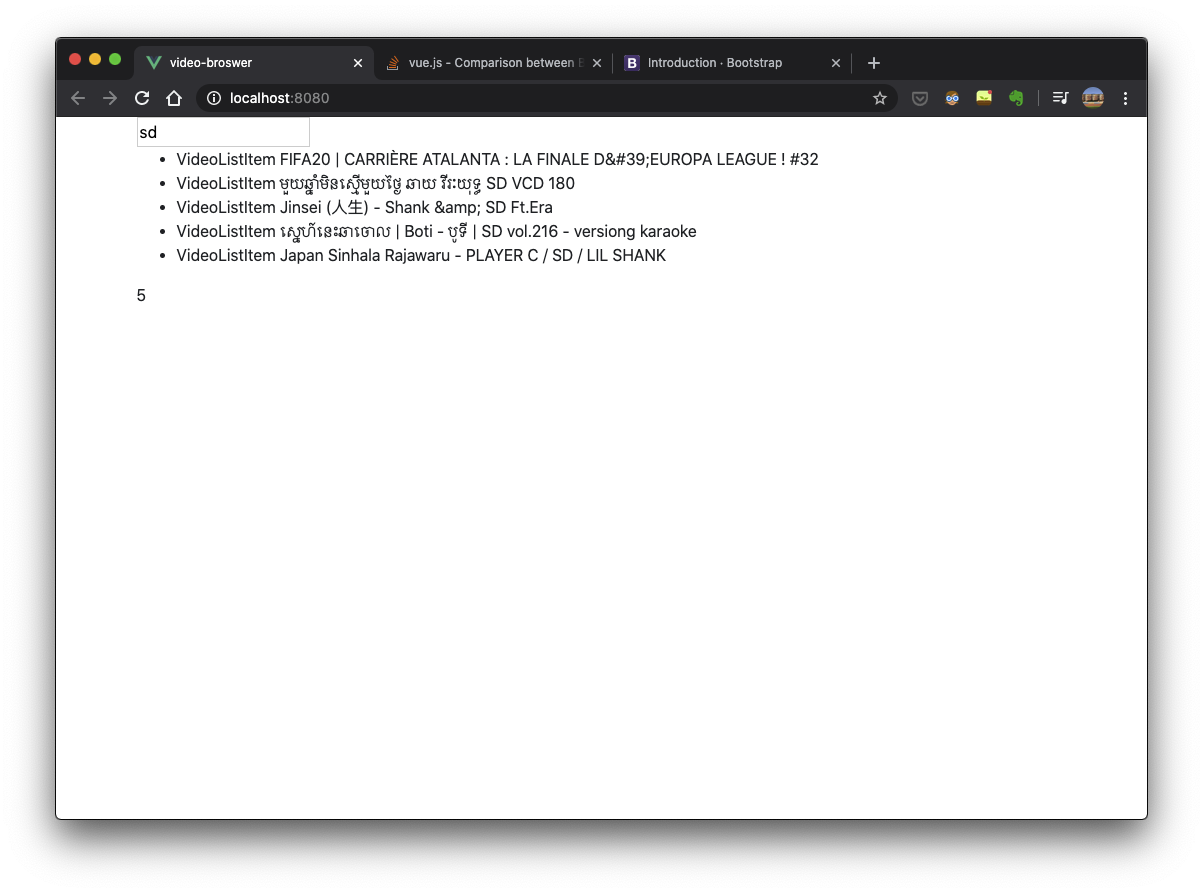 video-broswer
vue.js - Comparison between
Introduction · Bootstrap
localhost:8080
sd
VideoListItem FIFA20 | CARRIÈRE ATALANTA : LA FINALE D&#39;EUROPA LEAGUE ! #32
VideoListItem មួយឆ្នាំមិនស្មើមួយថ្ងៃ ឆាយ វីរៈយុទ្ធ SD VCD 180
VideoListItem Jinsei (人生) - Shank &amp; SD Ft.Era
VideoListItem ស្នេហ៍នេះឆាចោល | Boti - បូទី | SD vol.216 - versiong karaoke
VideoListItem Japan Sinhala Rajawaru - PLAYER C / SD / LIL SHANK
5